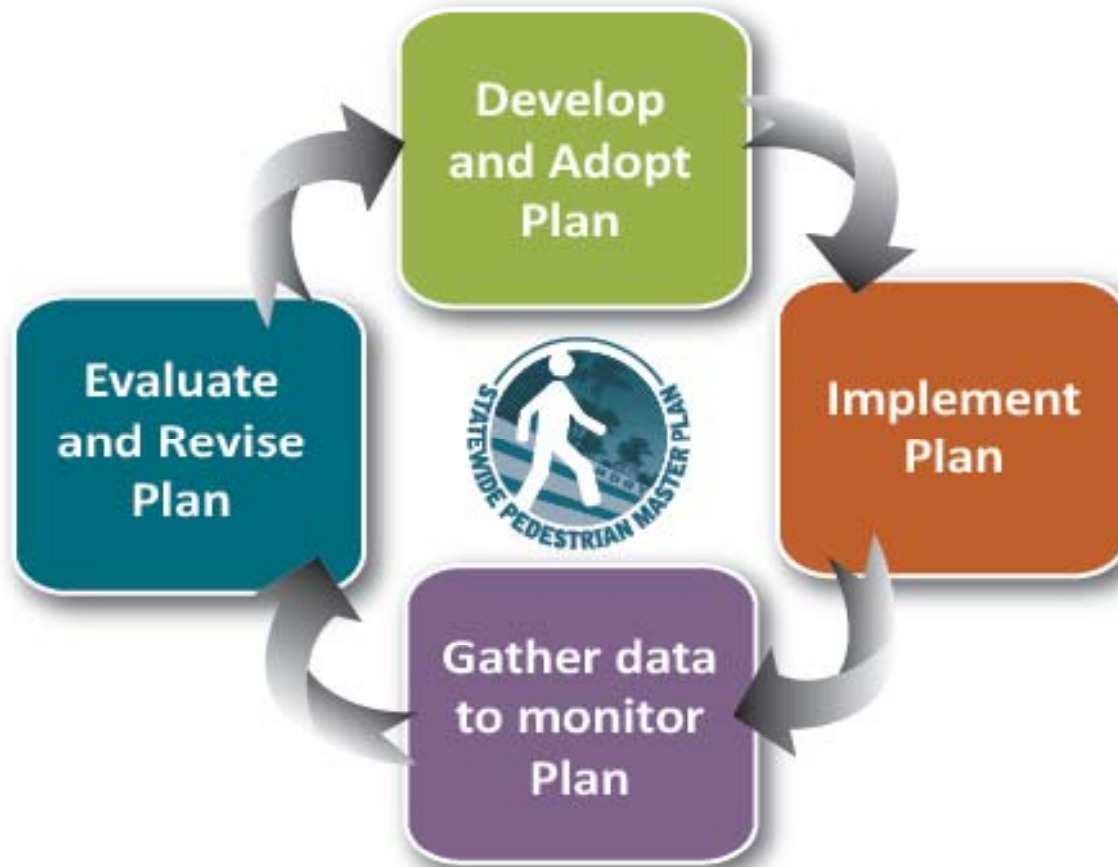 Develop
and Adopt
Plan
Implement
Plan
Gather data
to monitor
Plan
Evaluate
and Revise
Plan
STATEWIDE PEDESTRIAN MASTER PLAN